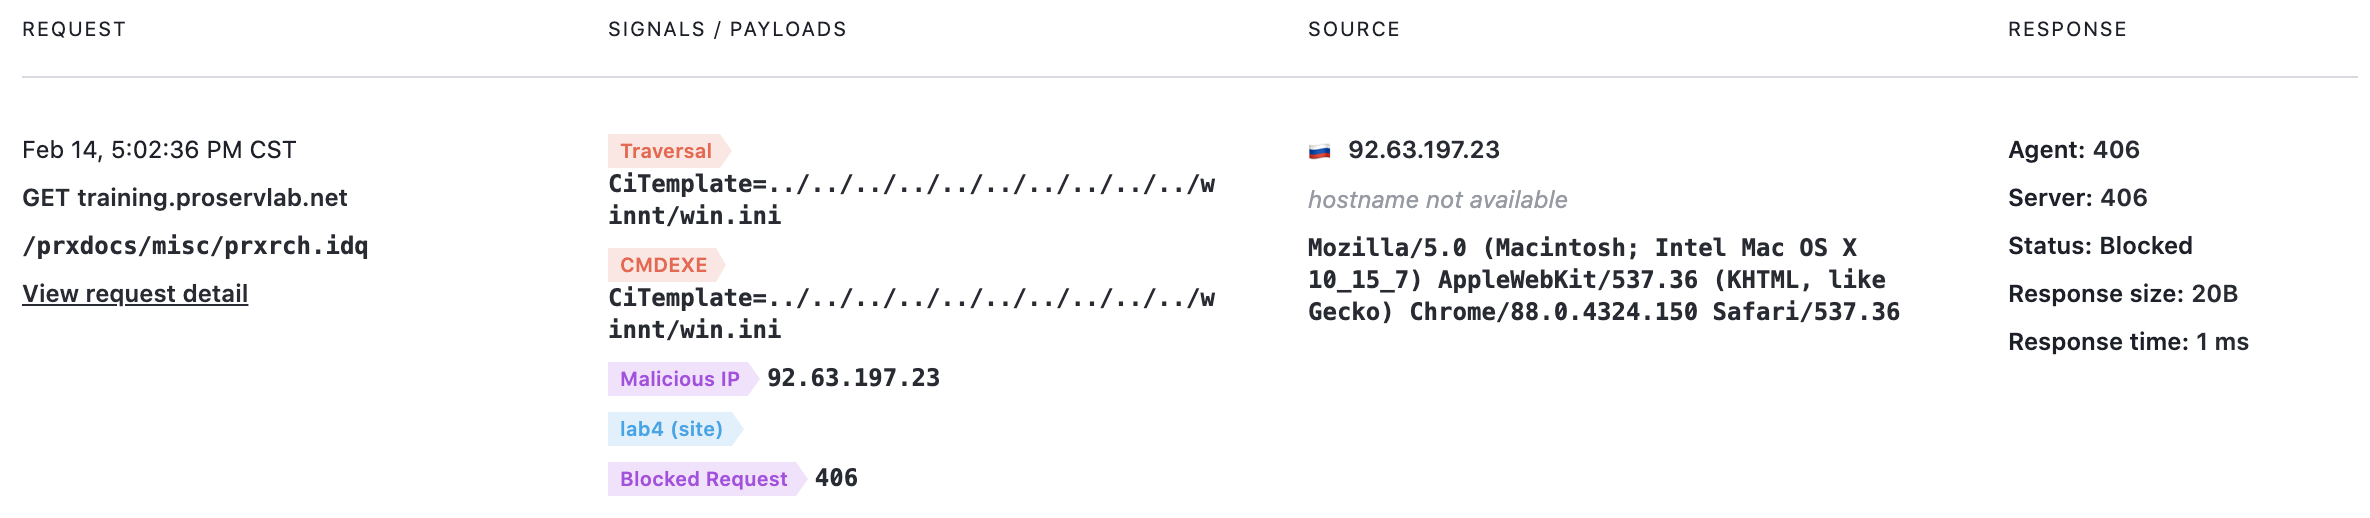 REQUEST
SIGNALS / PAYLOADS
SOURCE
RESPONSE
Feb 14, 5:02:36 PM CST
GET training.proservlab.net
/prxdocs/misc/prxrch.idq
View request detail
Traversal
CiTemplate=../../../../../../../../../../w
innt/win.ini
CMDEXE
CiTemplate=../../../../../../../../../../w
innt/win.ini
Malicious IP 92.63.197.23
lab4 (site)
Blocked Request 406
92.63.197.23
hostname not available
Mozilla/5.0 (Macintosh; Intel Mac OS X
10_15_7) AppleWebKit/537.36 (KHTML, like
Gecko) Chrome/88.0.4324.150 Safari/537.36
Agent: 406
Server: 406
Status: Blocked
Response size: 20B
Response time: 1 ms